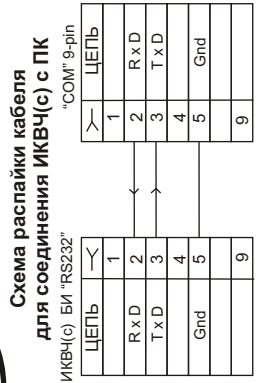 Схема распайки кабеля
для соединения ИКВЧ(с) с ПК
ИКВЧ(с) БИ "RS232"
"COM" 9-pin
ЦЕПЬ
ЦЕПЬ
1
1
R x D 2
2 R x D
T x D 3
3 T x D
4
4
Gnd 5
5 Gnd
9
9